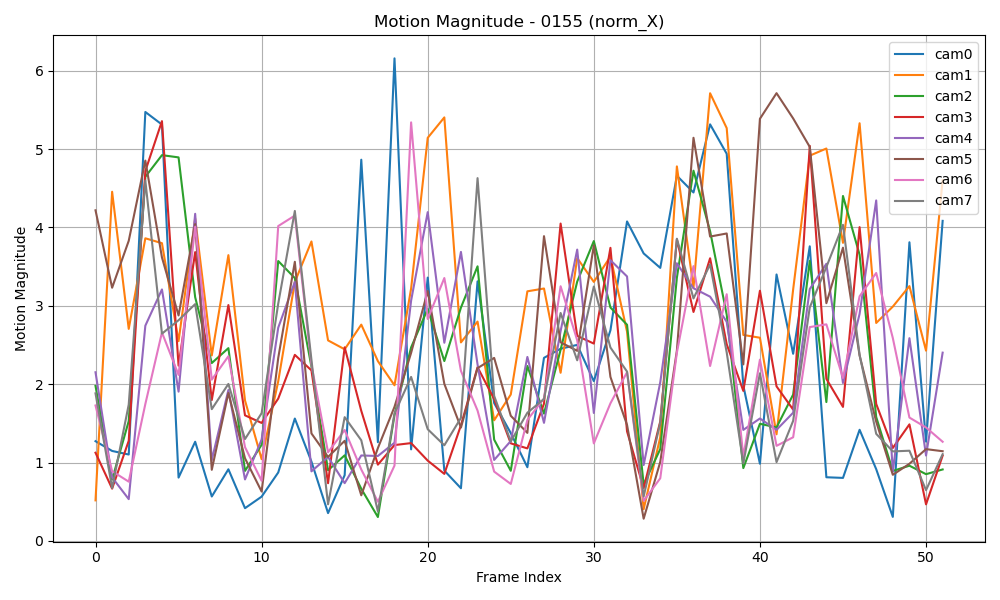 Motion Magnitude - 0155 (norm_X)
Motion Magnitude
6
5
4
3
2
1
0
0
10
20
30
40
50
Frame Index
cam0
cam1
cam2
cam3
cam4
cam5
cam6
cam7